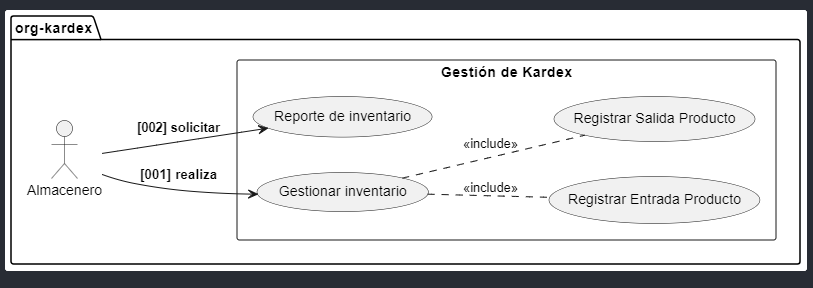 org-kardex
Gestión de Kardex
Reporte de inventario
Registrar Salida Producto
[002] solicitar
«include»
[001] realiza
Almacenero
Gestionar inventario
«include»
Registrar Entrada Producto